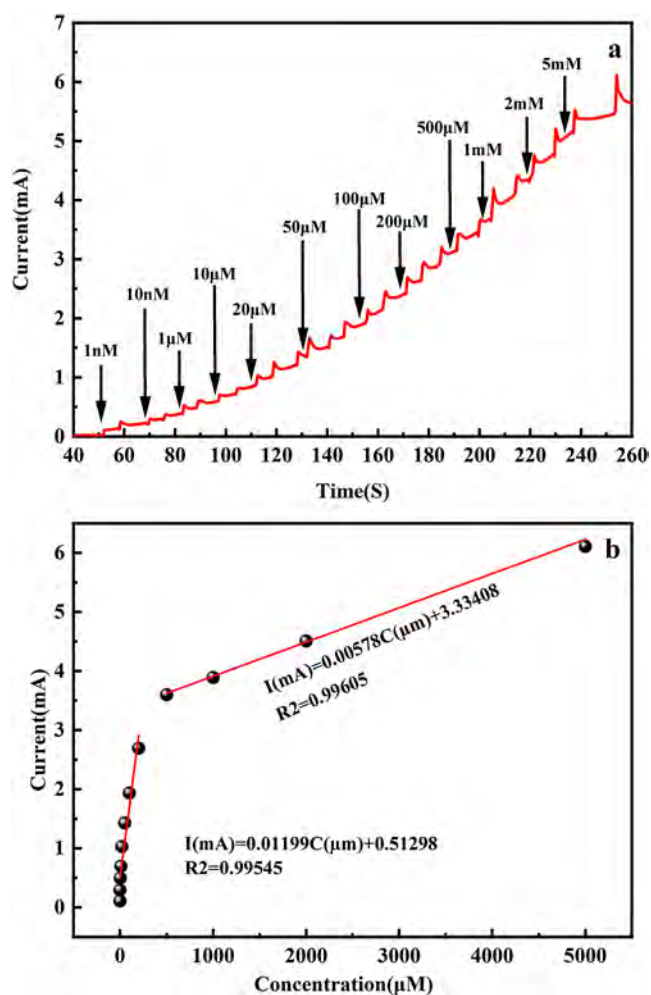 a
7
6
5
4
3
2
1
0
Current(mA)
1nM
10nM
1μM
10μM
20μM
50μM
100μM
200μM
500μM
1mM
2mM
5mM
40 60 80 100 120 140 160 180 200 220 240 260
Time(S)
b
6
5
4
3
2
1
0
Current(mA)
I(mA)=0.00578C(μm)+3.33408
R2=0.99605
I(mA)=0.01199C(μm)+0.51298
R2=0.99545
0 1000 2000 3000 4000 5000
Concentration(μM)